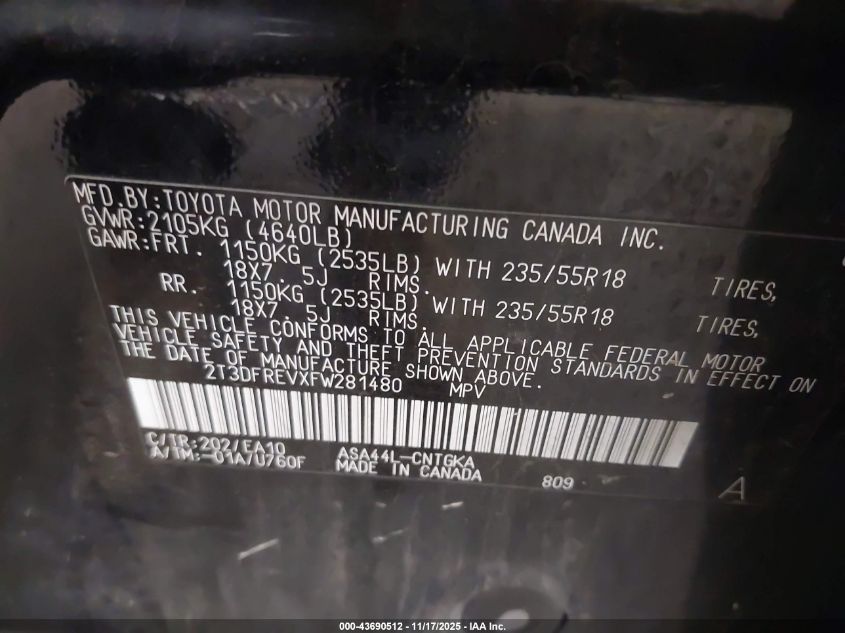 MFD.BY:TOYOTA MOTOR MANUFACTURING CANADA INC.
GVWR:2105KG (4640LB)
GAWR:FRT. 1150KG (2535LB) WITH 235/55R18 TIRES,
18X7.5J RIMS.
RR. 1150KG (2535LB) WITH 235/55R18 TIRES,
18X7.5J RIMS.
THIS VEHICLE CONFORMS TO ALL APPLICABLE FEDERAL MOTOR
VEHICLE SAFETY AND THEFT PREVENTION STANDARDS IN EFFECT ON
THE DATE OF MANUFACTURE SHOWN ABOVE.
2T3DFREVXFW281480 MPV
C/TR:202/EA10 ASA44L-CNTGKA
A/TM:-01A/U760F MADE IN CANADA 809 A
000-43690512 - 11/17/2025 - IAA Inc.